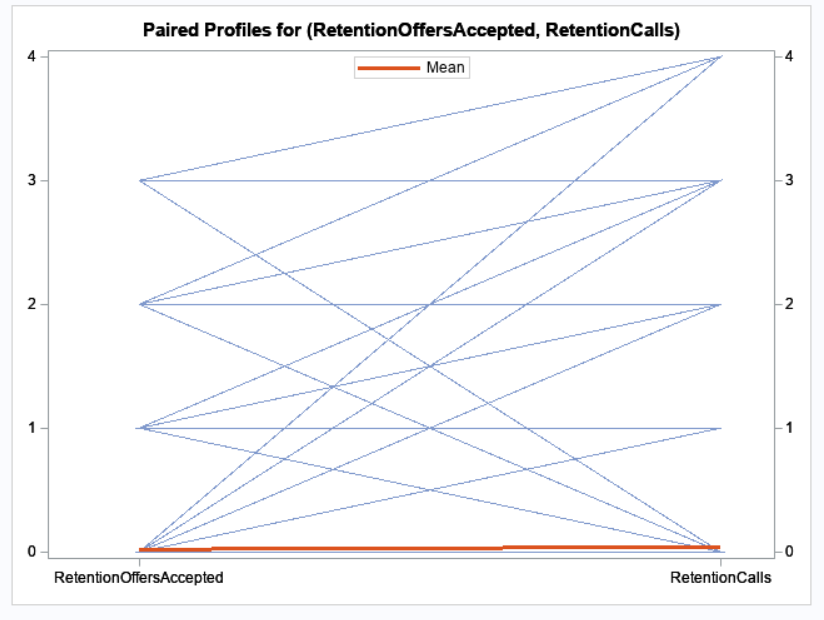 Paired Profiles for (RetentionOffersAccepted, RetentionCalls)
Mean
4 4
3 3
2 2
1 1
0 0
RetentionOffersAccepted RetentionCalls